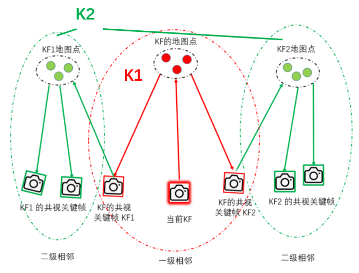 K2
KF1地图点
KF的地图点
KF2地图点
K1
KF1 的共视关键帧
KF的共视
关键帧 KF1
当前KF
KF的共视
关键帧 KF2
KF2 的共视关键帧
二级相邻
一级相邻
二级相邻